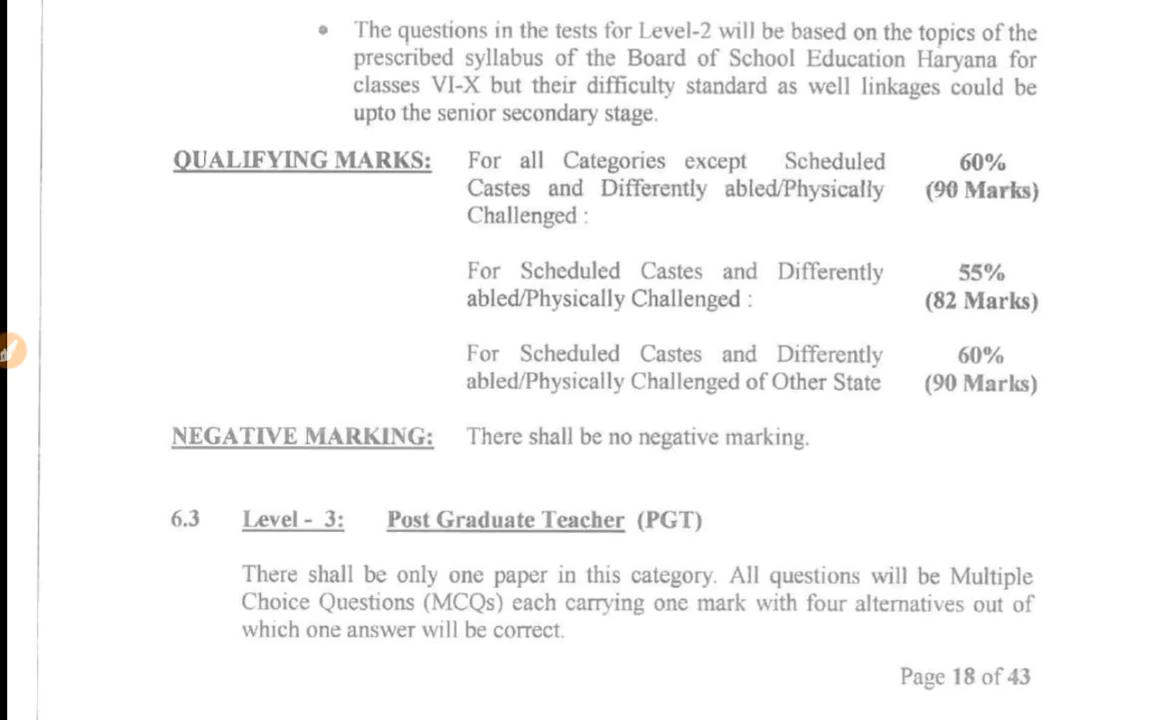 • The questions in the tests for Level-2 will be based on the topics of the
prescribed syllabus of the Board of School Education Haryana for
classes VI-X but their difficulty standard as well linkages could be
upto the senior secondary stage.
QUALIFYING MARKS: For all Categories except Scheduled 60%
Castes and Differently abled/Physically (90 Marks)
Challenged :
For Scheduled Castes and Differently 55%
abled/Physically Challenged : (82 Marks)
For Scheduled Castes and Differently 60%
abled/Physically Challenged of Other State (90 Marks)
NEGATIVE MARKING: There shall be no negative marking.
6.3 Level - 3: Post Graduate Teacher (PGT)
There shall be only one paper in this category. All questions will be Multiple
Choice Questions (MCQs) each carrying one mark with four alternatives out of
which one answer will be correct.
Page 18 of 43